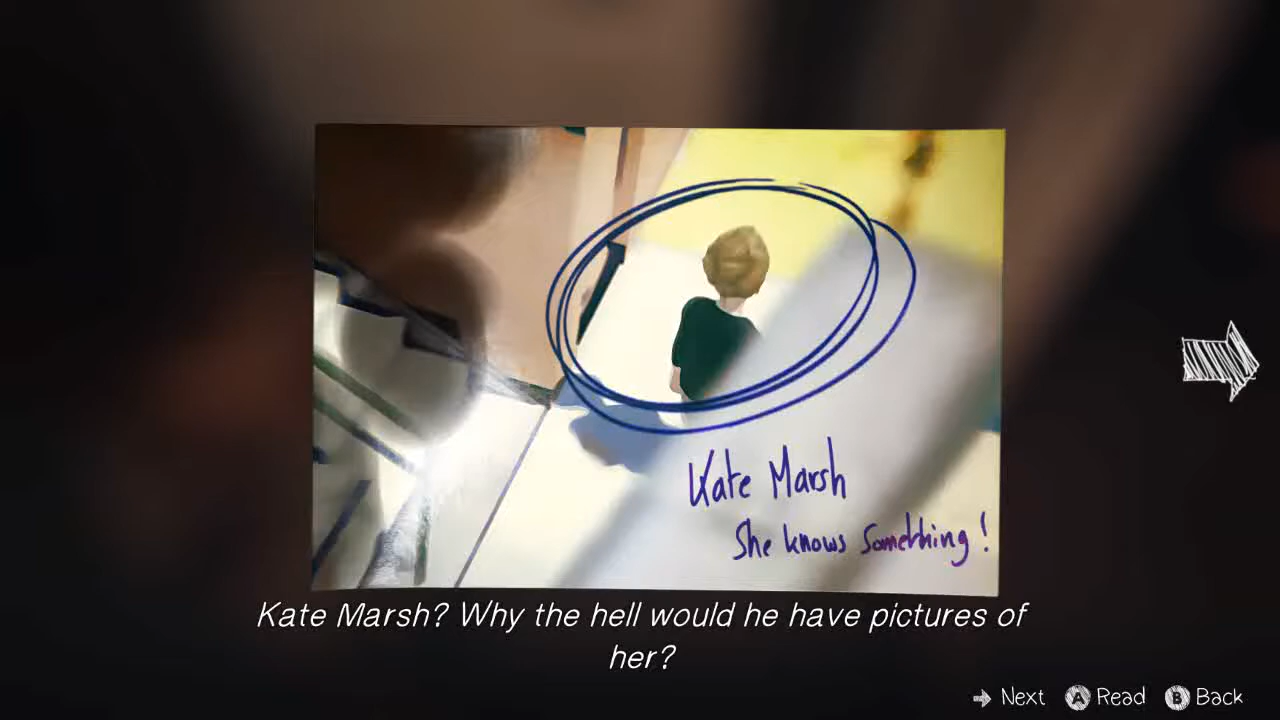 Kate Marsh
She knows something!
Kate Marsh? Why the hell would he have pictures of
her?
Next A Read B Back